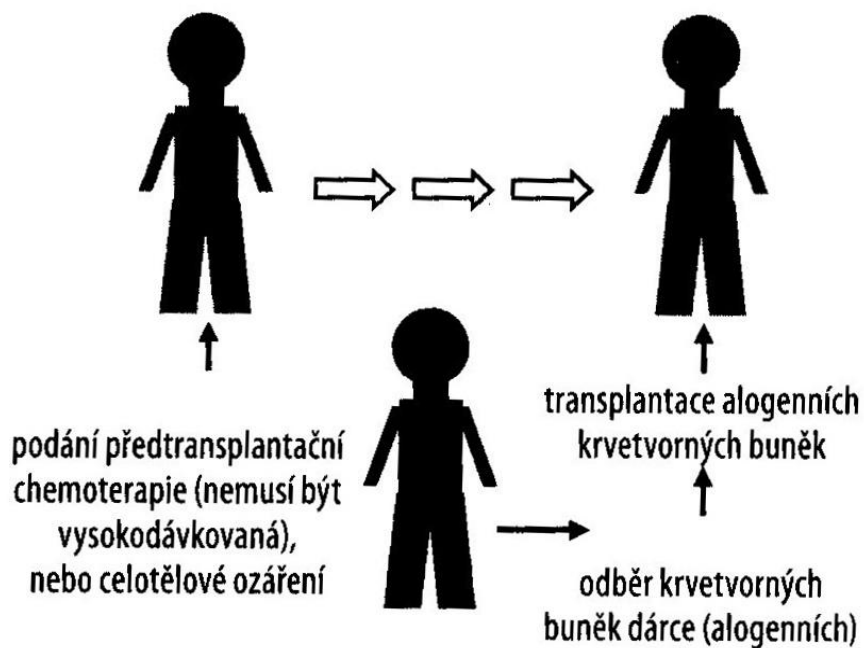 podání předtransplantační
chemoterapie (nemusí být
vysokodávkovaná),
nebo celotělové ozáření
transplantace alogenních
krvetvorných buněk
odběr krvetvorných
buněk dárce (alogenních)